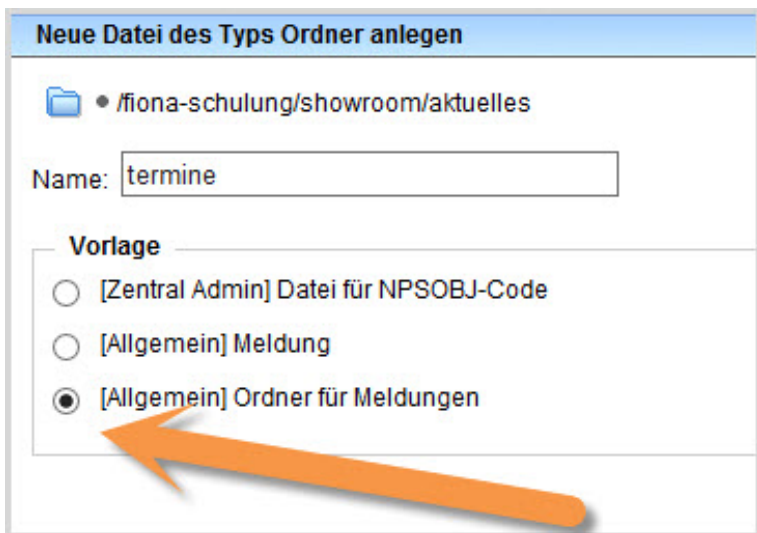 Neue Datei des Typs Ordner anlegen
/fiona-schulung/showroom/aktuelles
Name: termine
Vorlage
[Zentral Admin] Datei für NPSOBJ-Code
[Allgemein] Meldung
[Allgemein] Ordner für Meldungen